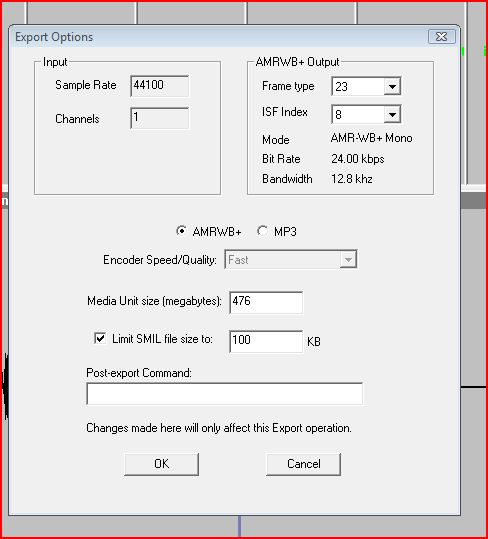 Export Options
Input
Sample Rate 44100
Channels 1
AMRWB+ Output
Frame type 23
ISF Index 8
Mode AMR-WB+ Mono
Bit Rate 24.00 kbps
Bandwidth 12.8 khz
AMRWB+ MP3
Encoder Speed/Quality: Fast
Media Unit size (megabytes): 476
Limit SMIL file size to: 100 KB
Post-export Command:
Changes made here will only affect this Export operation.
OK Cancel